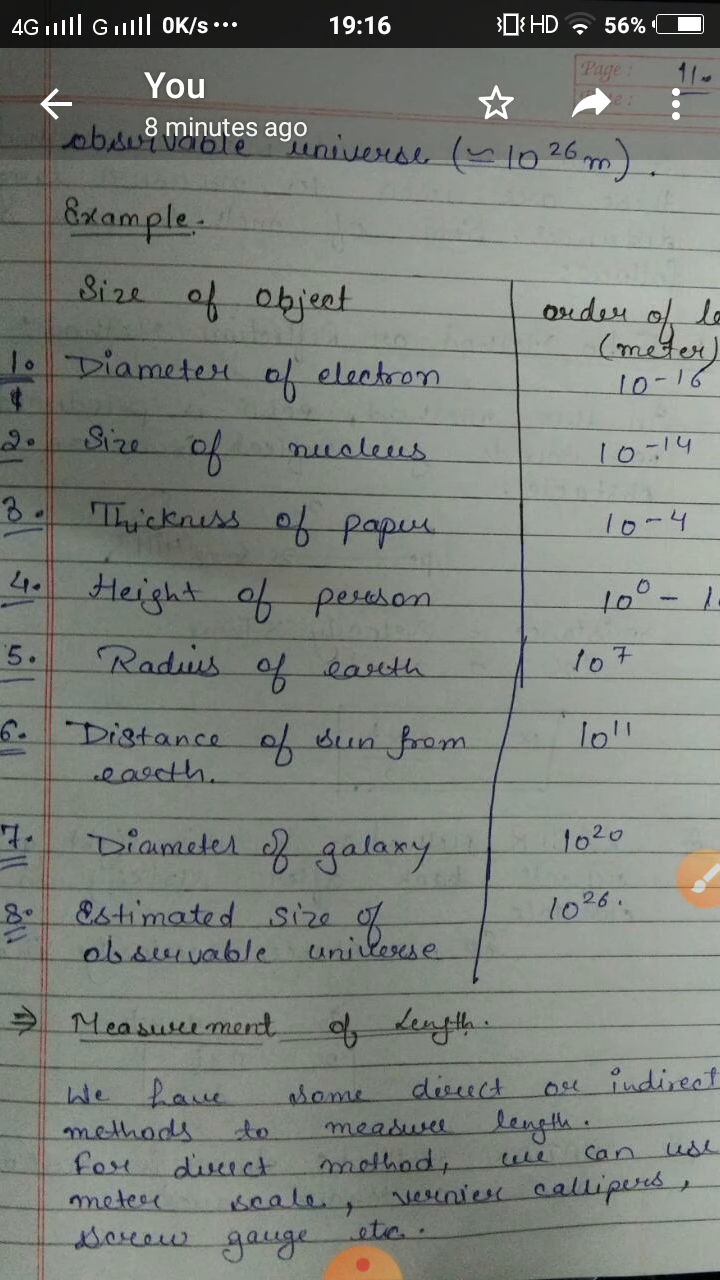 4G G 0K/s ••• 19:16 HD 56%
You
8 minutes ago
Page : 11.
observable universe (≃10²⁶m).
Example.
Size of object
order of le
(meter)
1. Diameter of electron 10-16
2. Size of nucleus 10-14
3. Thickness of paper 10-4
4. Height of person 10⁰ - 1
5. Radius of earth 10⁷
6. Distance of sun from 10¹¹
earth.
7. Diameter of galaxy 10²⁰
8. Estimated size of 10²⁶.
observable universe
⇒ Measurement of Length.
We have some direct or indirect
methods to measure length.
For direct method, we can use
meter scale, vernier callipers,
screw gauge etc.